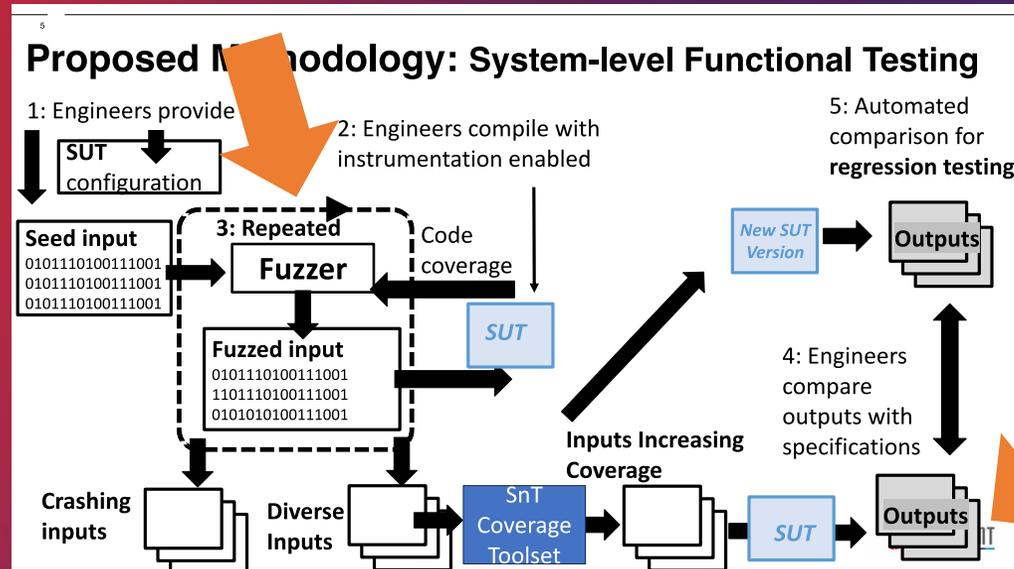 5
Proposed M odology: System-level Functional Testing
1: Engineers provide
SUT
configuration
2: Engineers compile with
instrumentation enabled
5: Automated
comparison for
regression testing
Seed input
0101110100111001
0101110100111001
0101110100111001
3: Repeated
Fuzzer
Code
coverage
New SUT
Version
Outputs
SUT
Fuzzed input
0101110100111001
1101110100111001
0101010100111001
4: Engineers
compare
outputs with
specifications
Inputs Increasing
Coverage
Crashing
inputs
Diverse
Inputs
SnT
Coverage
Toolset
SUT
Outputs